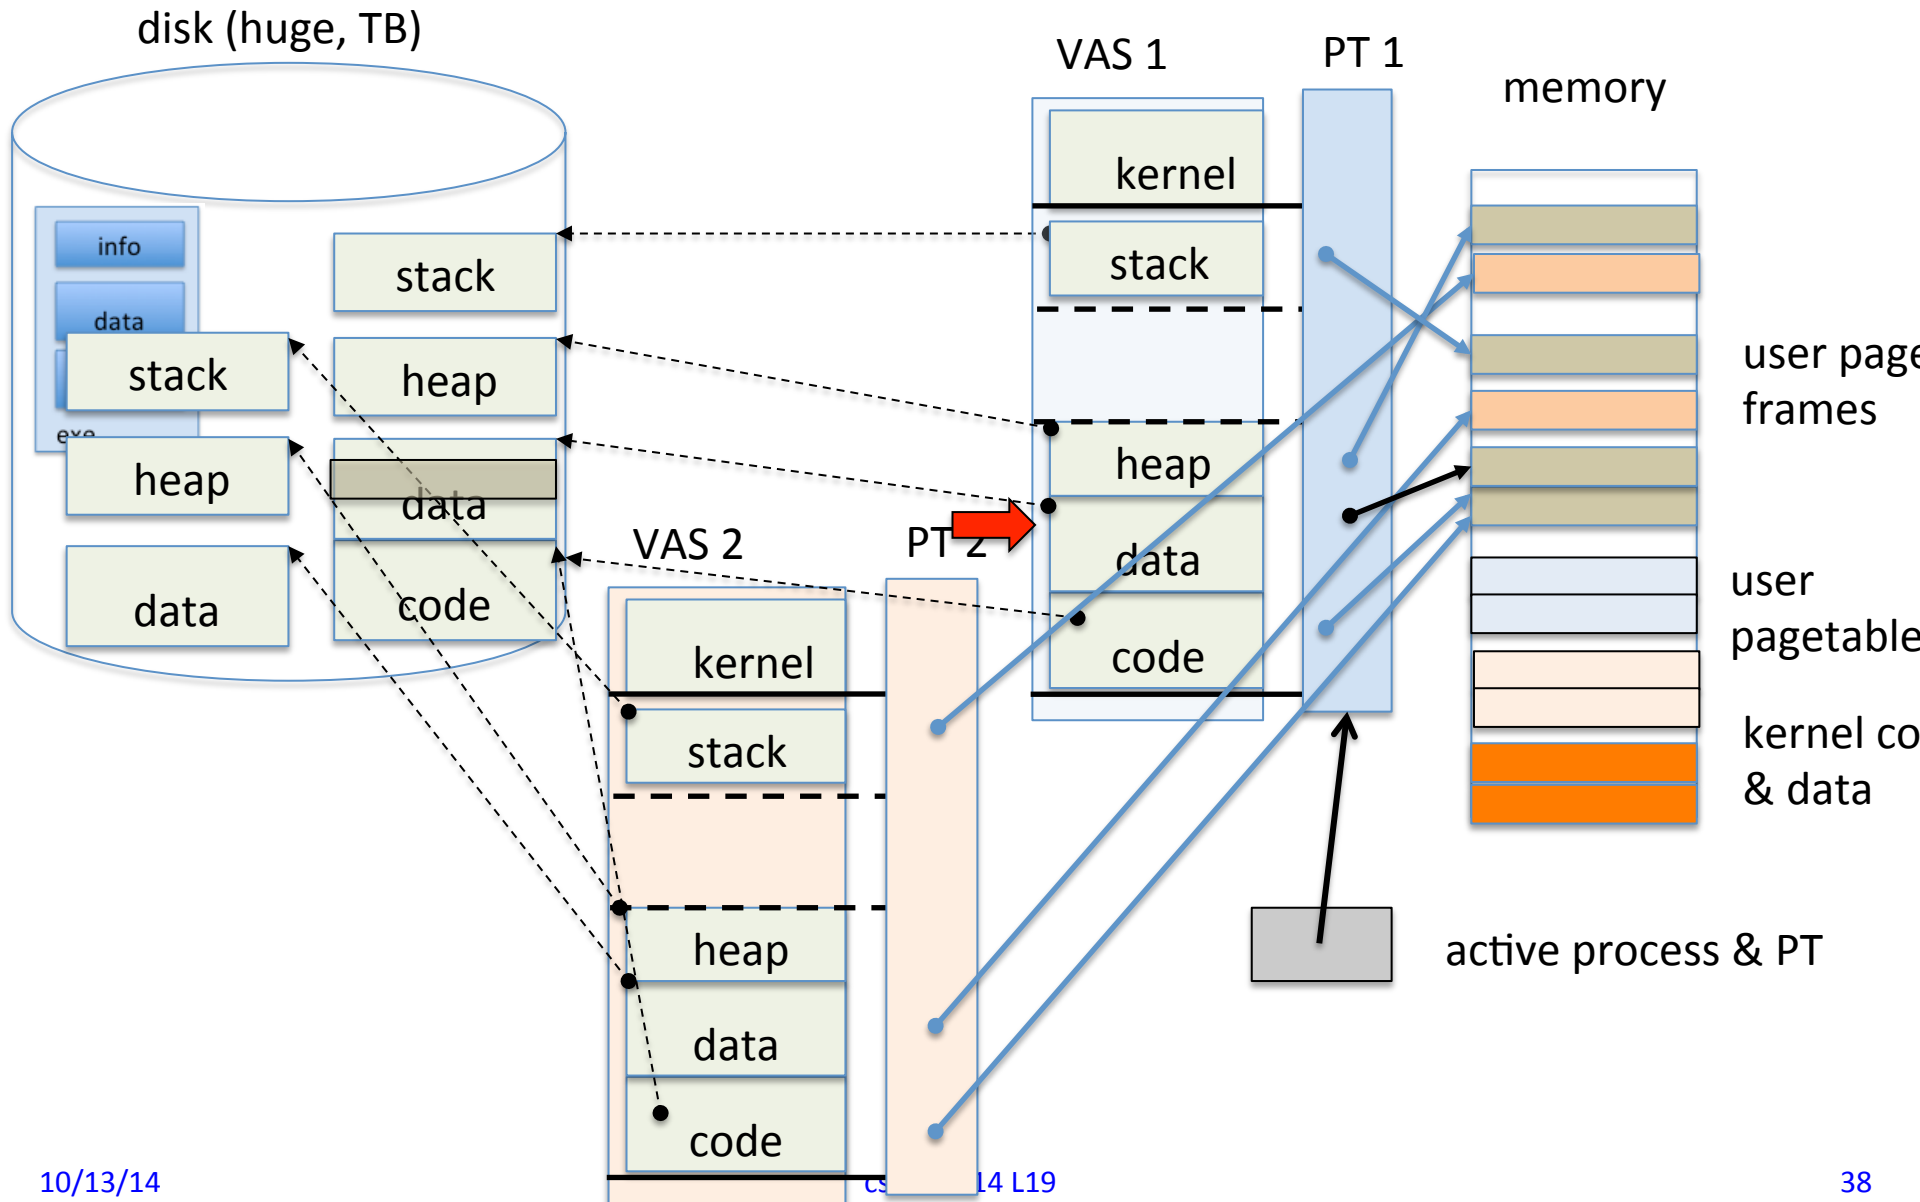 disk (huge, TB)
VAS 1
PT 1
memory
info
data
exe
stack
heap
data
stack
heap
data
code
kernel
stack
heap
data
code
VAS 2
PT 2
kernel
stack
heap
data
code
user page
frames
user
pagetable
kernel co
& data
active process & PT
10/13/14
cs 14 L19
38